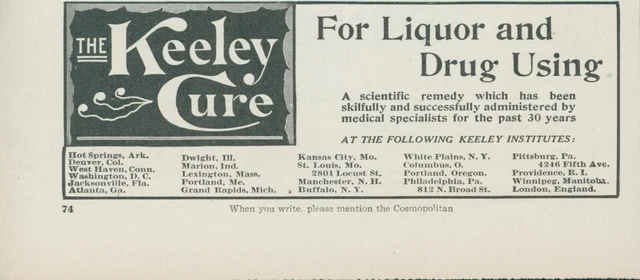 THE Keeley Cure
For Liquor and
Drug Using
A scientific remedy which has been
skilfully and successfully administered by
medical specialists for the past 30 years
AT THE FOLLOWING KEELEY INSTITUTES:
Hot Springs, Ark.
Denver, Col.
West Haven, Conn.
Washington, D. C.
Jacksonville, Fla.
Atlanta, Ga.
Dwight, Ill.
Marion, Ind.
Lexington, Mass.
Portland, Me.
Grand Rapids, Mich.
Kansas City, Mo.
St. Louis, Mo.
2801 Locust St.
Manchester, N. H.
Buffalo, N. Y.
White Plains, N. Y.
Columbus, O.
Portland, Oregon.
Philadelphia, Pa.
812 N. Broad St.
Pittsburg, Pa.
4246 Fifth Ave.
Providence, R. I.
Winnipeg, Manitoba.
London, England.
74
When you write, please mention the Cosmopolitan